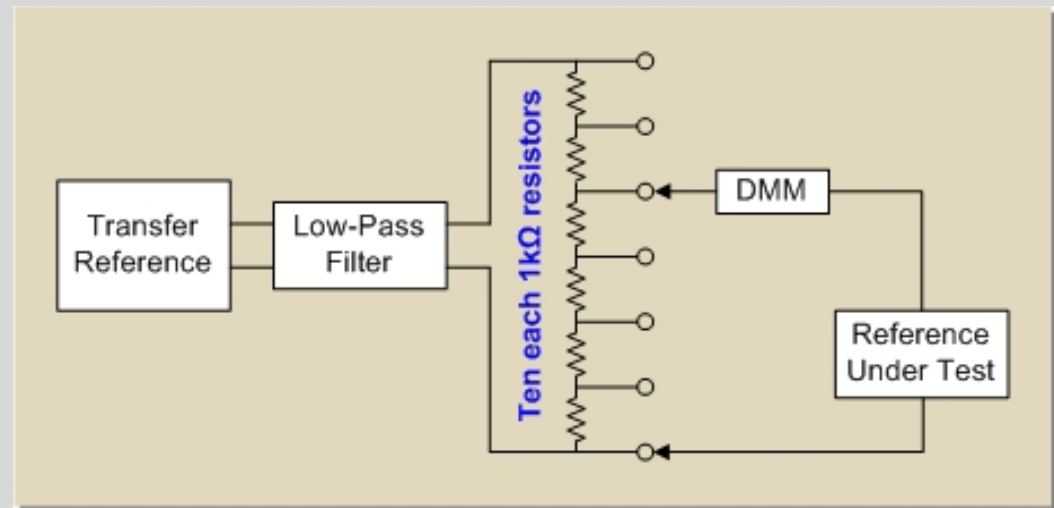 Transfer
Reference
Low-Pass
Filter
Ten each 1kΩ resistors
DMM
Reference
Under Test